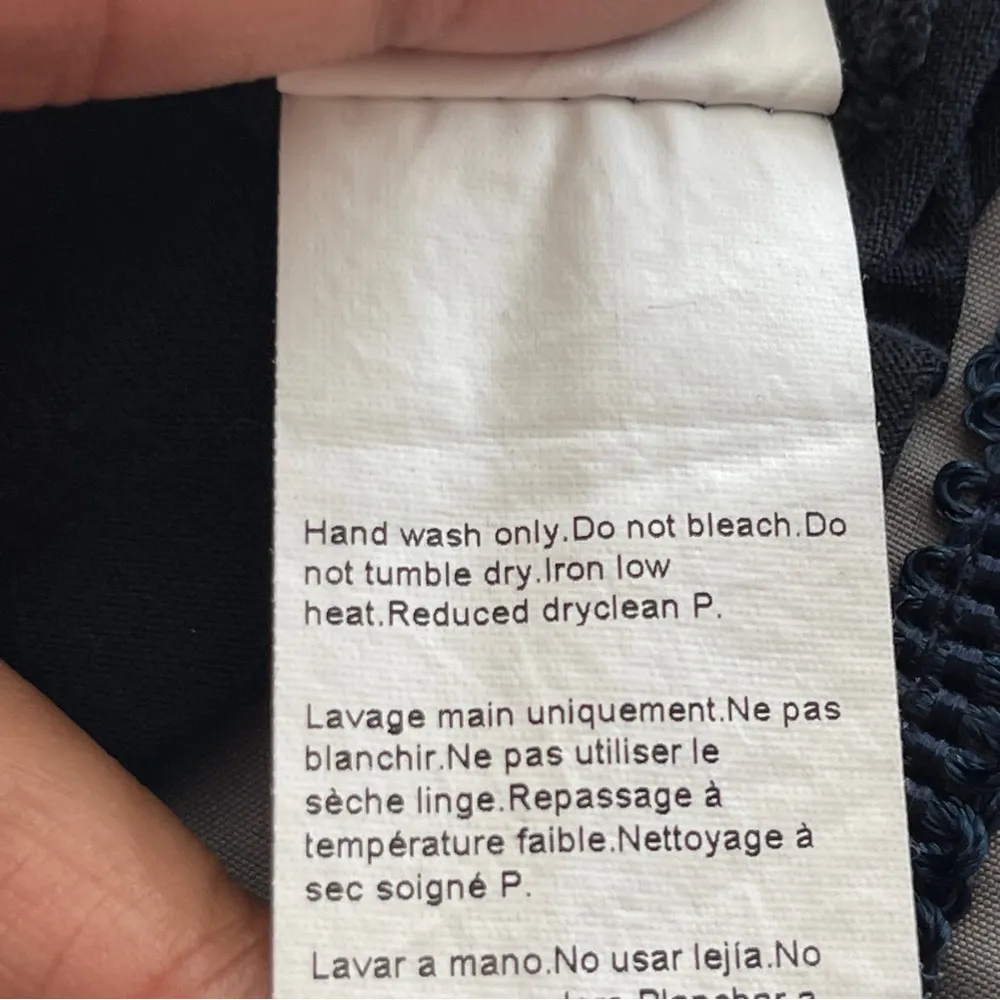 Hand wash only.Do not bleach.Do
not tumble dry.Iron low
heat.Reduced dryclean P.
Lavage main uniquement.Ne pas
blanchir.Ne pas utiliser le
sèche linge.Repassage à
température faible.Nettoyage à
sec soigné P.
Lavar a mano.No usar lejía.No